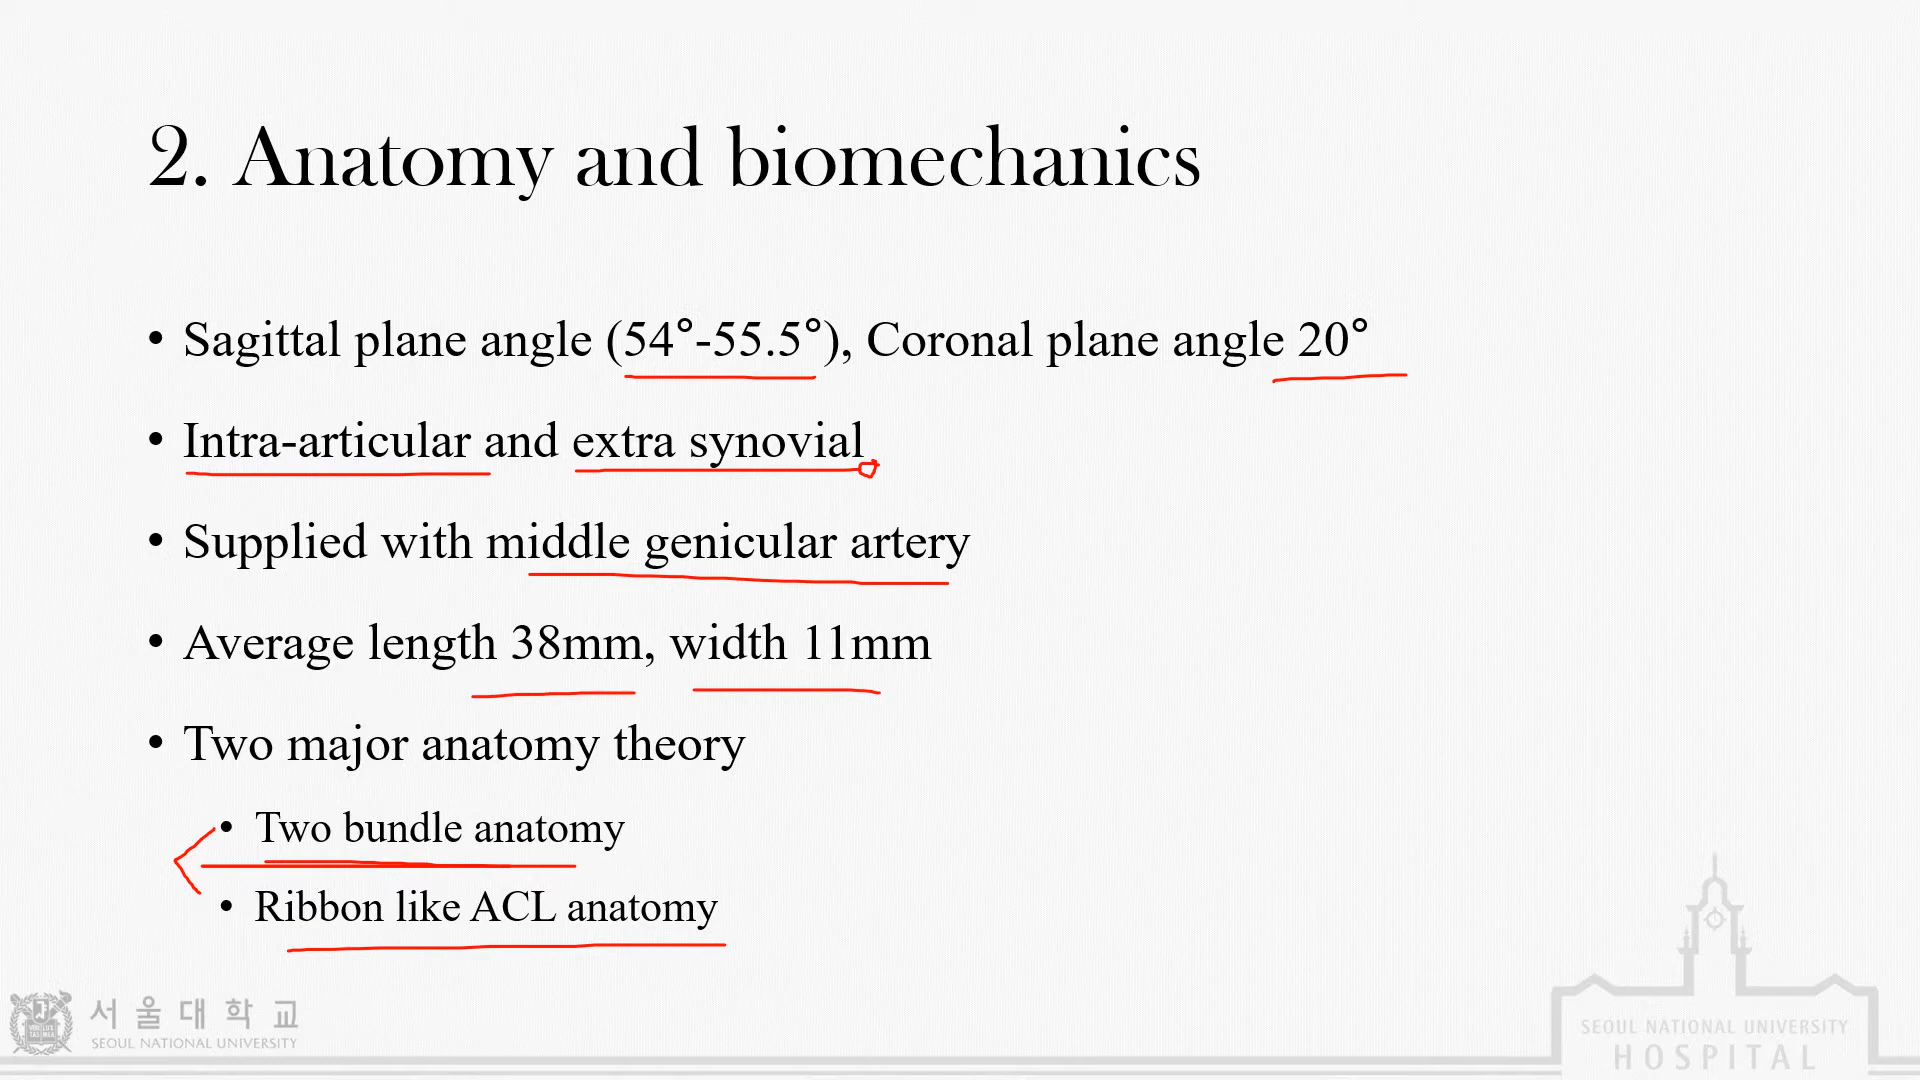 2. Anatomy and biomechanics
• Sagittal plane angle (54°-55.5°), Coronal plane angle 20°
• Intra-articular and extra synovial
• Supplied with middle genicular artery
• Average length 38mm, width 11mm
• Two major anatomy theory
• Two bundle anatomy
• Ribbon like ACL anatomy
서울대학교
SEOUL NATIONAL UNIVERSITY
SEOUL NATIONAL UNIVERSITY
HOSPITAL